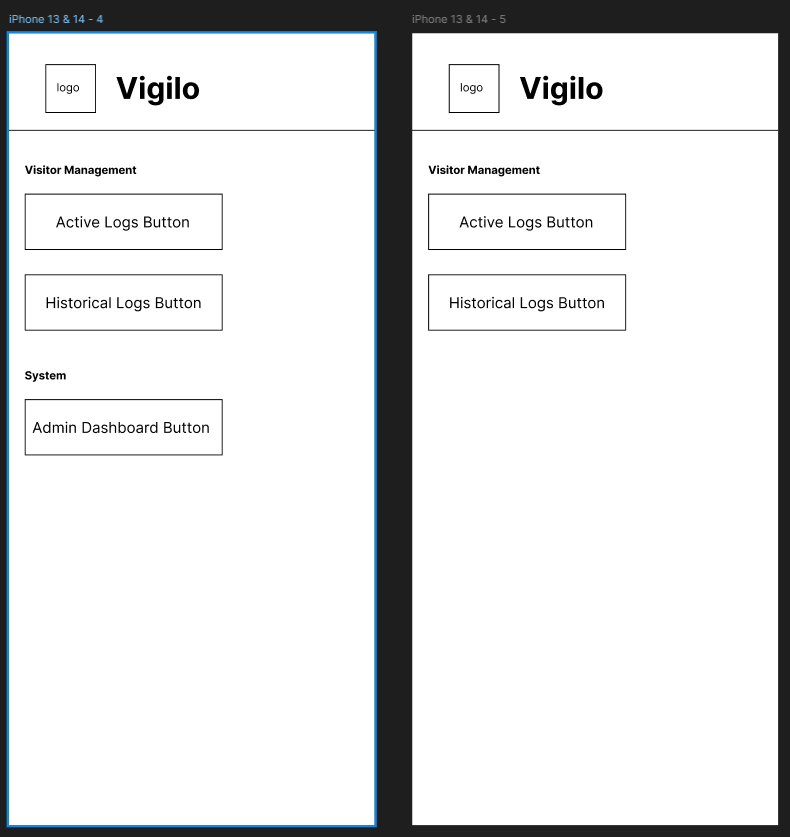 iPhone 13 & 14 - 4
logo
Vigilo
Visitor Management
Active Logs Button
Historical Logs Button
System
Admin Dashboard Button
iPhone 13 & 14 - 5
logo
Vigilo
Visitor Management
Active Logs Button
Historical Logs Button